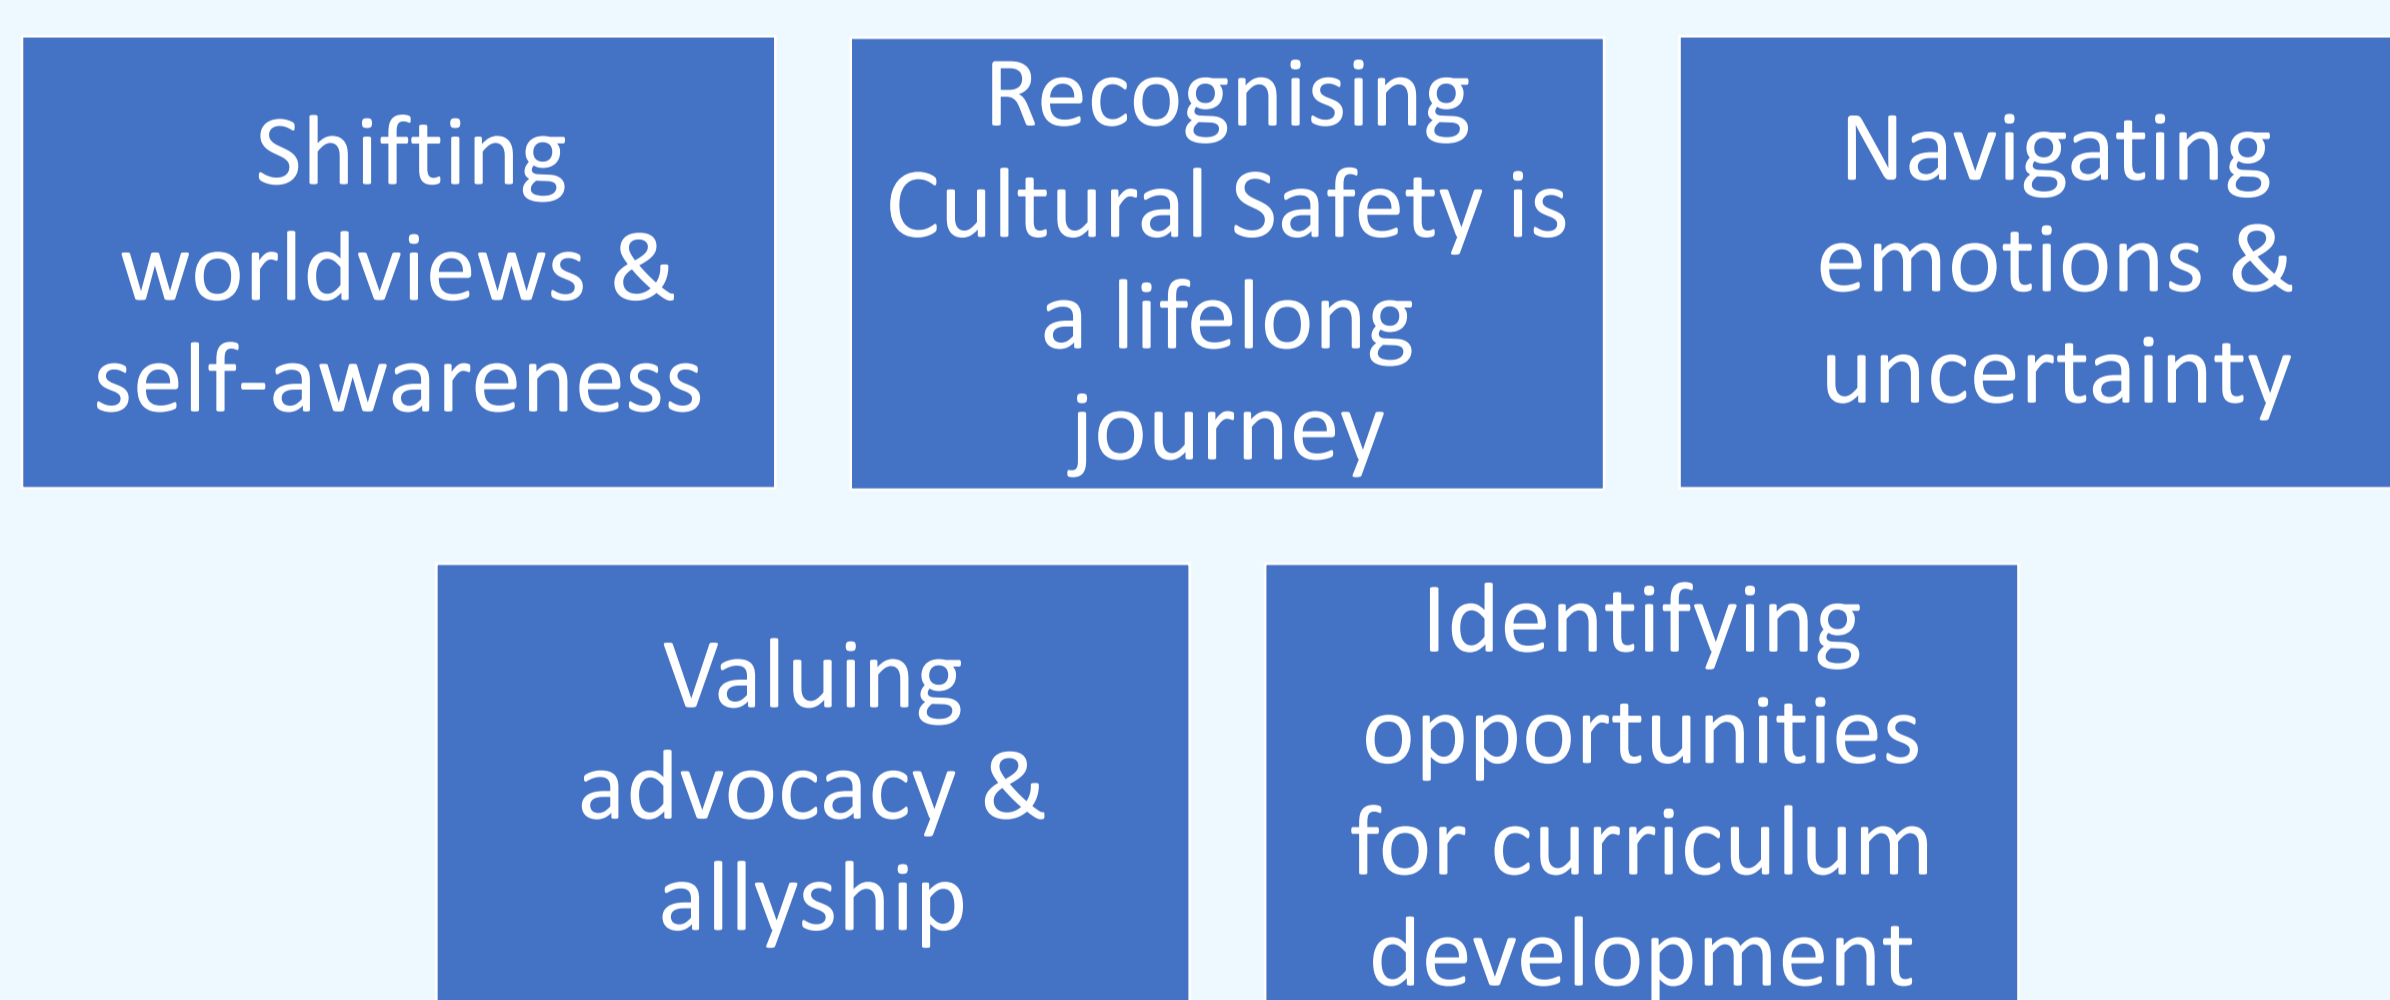 Shifting
worldviews &
self-awareness
Recognising
Cultural Safety is
a lifelong
journey
Navigating
emotions &
uncertainty
Valuing
advocacy &
allyship
Identifying
opportunities
for curriculum
development